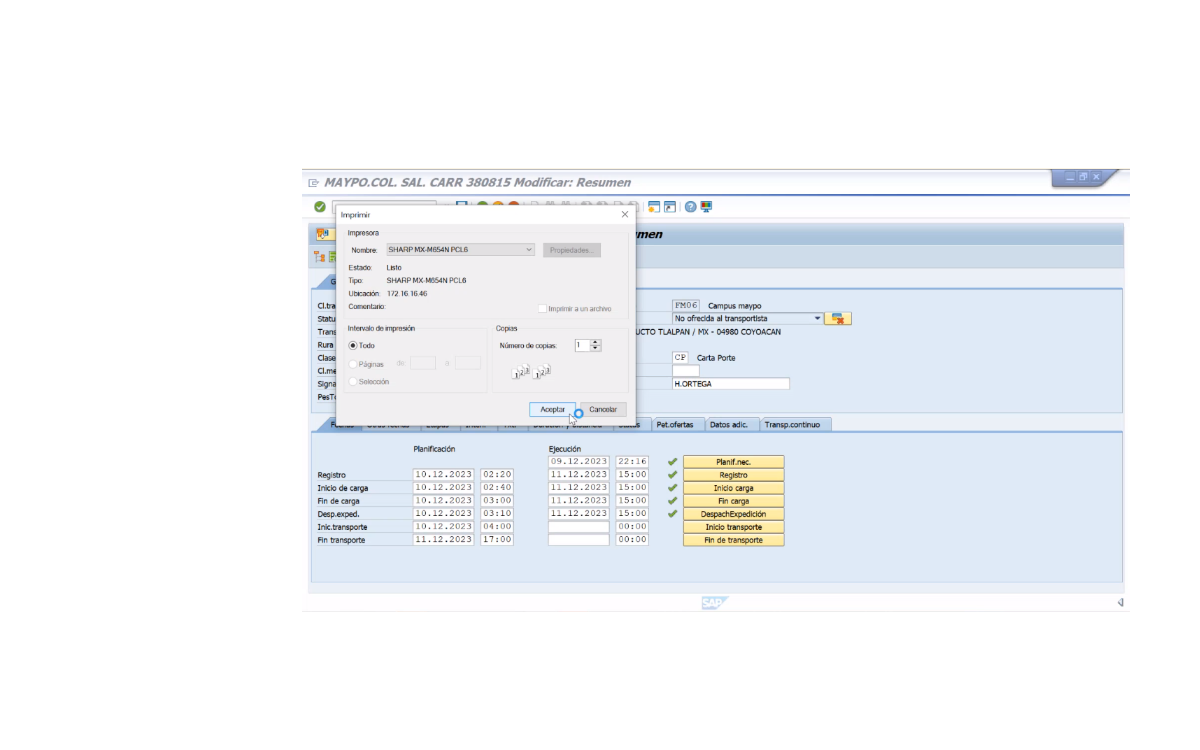 MAYPO.COL. SAL. CARR 380815 Modificar: Resumen
Imprimir
Impresora
Nombre: SHARP MX-M654N PCL6 Propiedades...
Estado: Listo
Tipo: SHARP MX-M654N PCL6
Ubicación: 172.16.16.46
Comentario:
Imprimir a un archivo
Intervalo de impresión
Todo
Páginas de: a:
Selección
Copias
Número de copias: 1
Aceptar Cancelar
Cl.tra
Statu
Trans
Rura
Clase
Cl.me
Signa
PesTo
FM06 Campus maypo
No ofrecida al transportista
UCTO TLALPAN / MX - 04980 COYOACAN
CP Carta Porte
H.ORTEGA
Pet.ofertas Datos adic. Transp.continuo
Planificación Ejecución
09.12.2023 22:16 Planif.nec.
Registro 10.12.2023 02:20 11.12.2023 15:00 Registro
Inicio de carga 10.12.2023 02:40 11.12.2023 15:00 Inicio carga
Fin de carga 10.12.2023 03:00 11.12.2023 15:00 Fin carga
Desp.exped. 10.12.2023 03:10 11.12.2023 15:00 DespachExpedición
Inic.transporte 10.12.2023 04:00 00:00 Inicio transporte
Fin transporte 11.12.2023 17:00 00:00 Fin de transporte
SAP